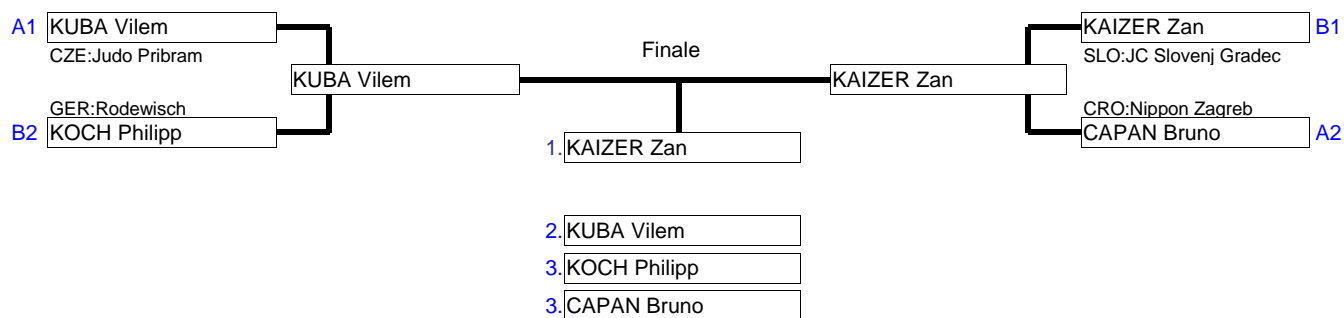 A1 KUBA Vilem
CZE:Judo Pribram
KUBA Vilem
GER:Rodewisch
B2 KOCH Philipp
Finale
KAIZER Zan B1
SLO:JC Slovenj Gradec
KAIZER Zan
CRO:Nippon Zagreb
CAPAN Bruno A2
1. KAIZER Zan
2. KUBA Vilem
3. KOCH Philipp
3. CAPAN Bruno